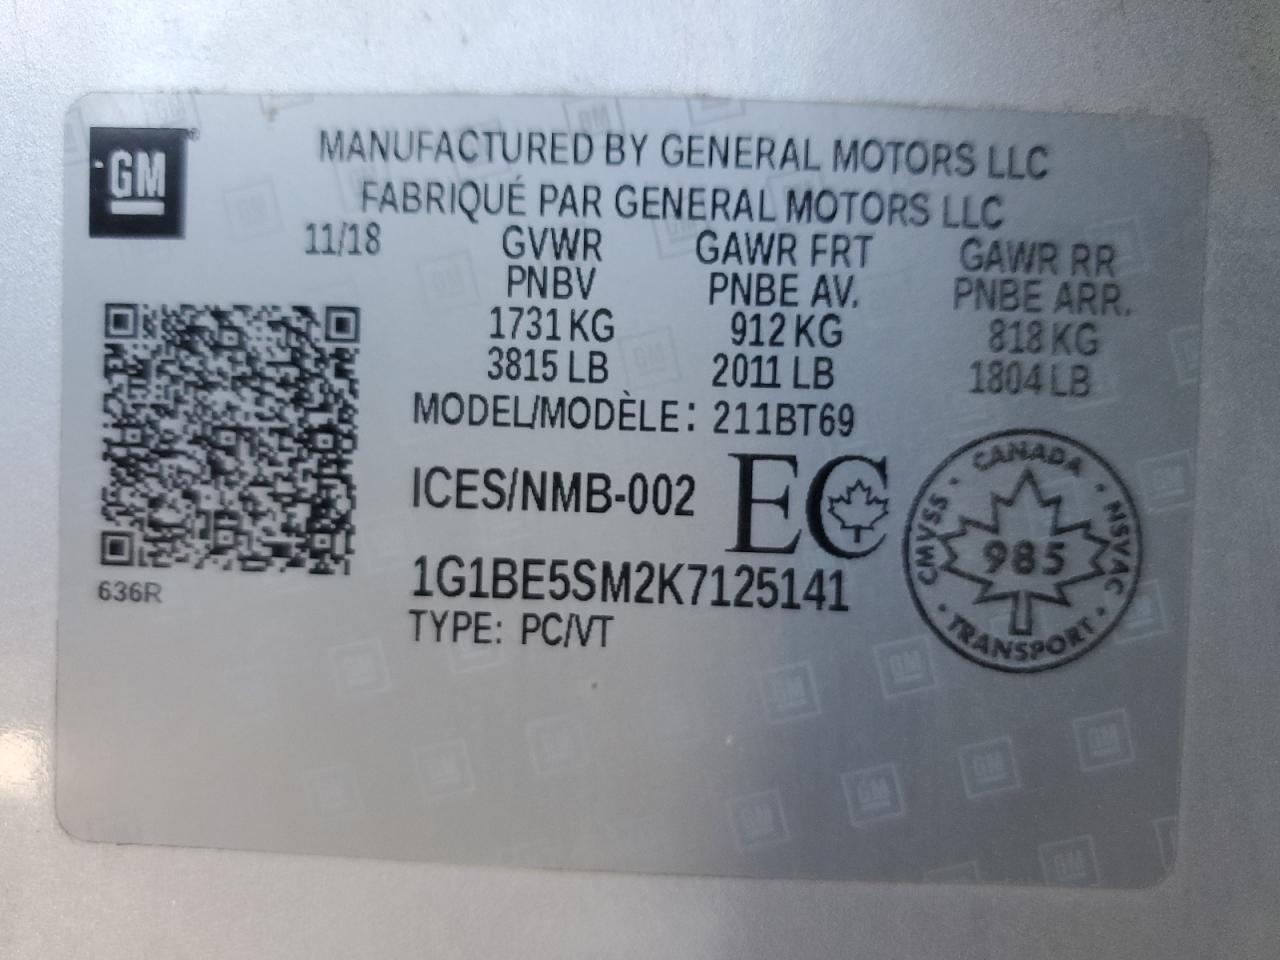 GM
MANUFACTURED BY GENERAL MOTORS LLC
FABRIQUÉ PAR GENERAL MOTORS LLC
11/18 GVWR GAWR FRT GAWR RR
PNBV PNBE AV. PNBE ARR.
1731 KG 912 KG 818 KG
3815 LB 2011 LB 1804 LB
MODEL/MODÈLE: 211BT69
ICES/NMB-002 EC
1G1BE5SM2K7125141
TYPE: PC/VT
636R
CANADA
CMVSS · NSVAC
985
TRANSPORT